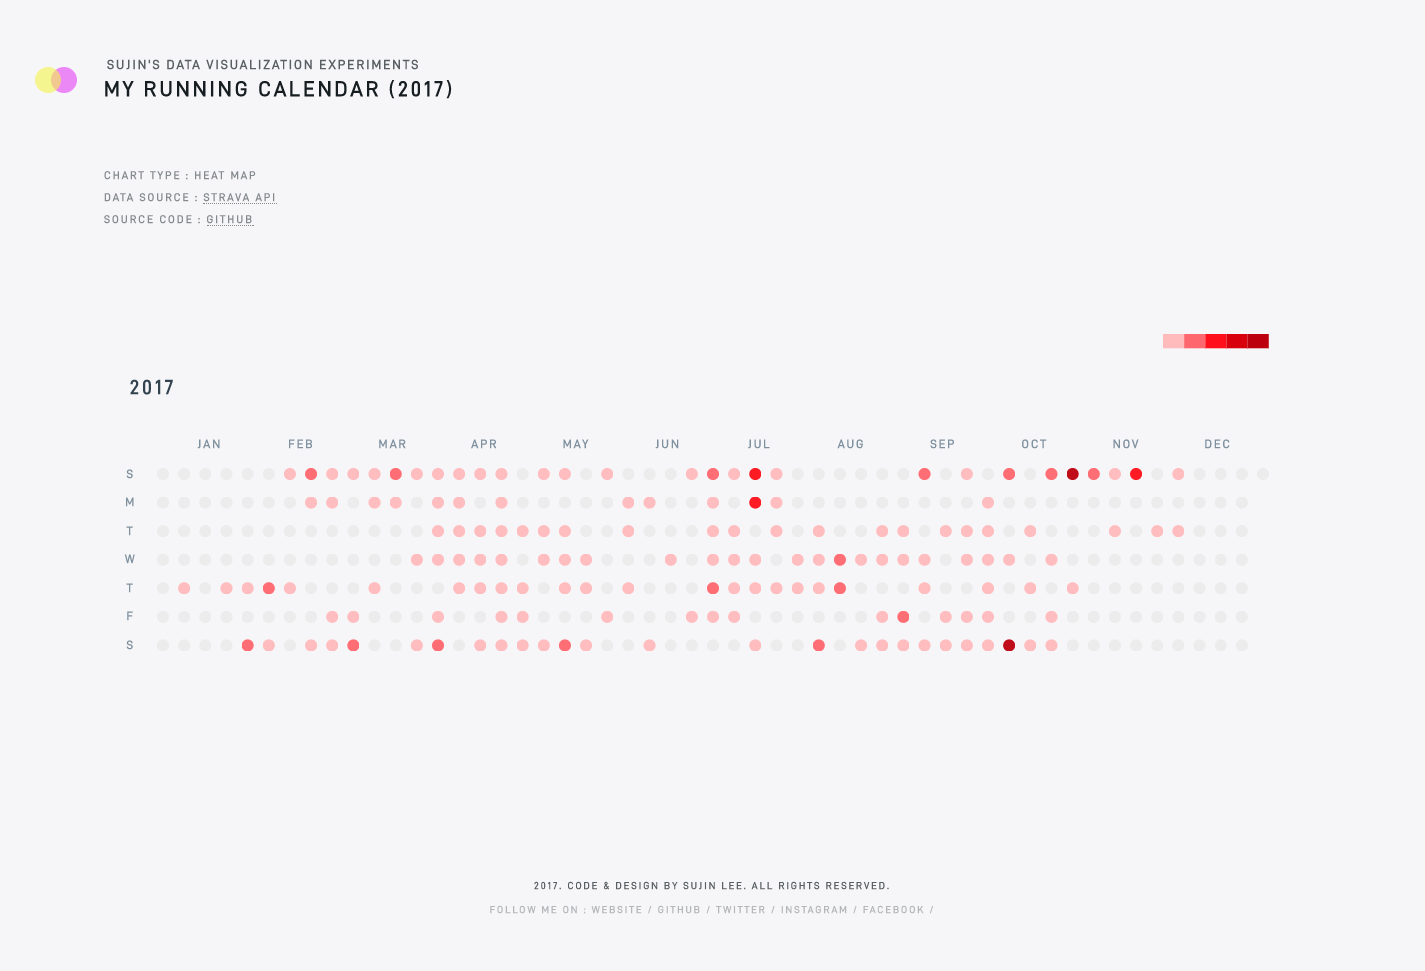 SUJIN'S DATA VISUALIZATION EXPERIMENTS
MY RUNNING CALENDAR (2017)
CHART TYPE : HEAT MAP
DATA SOURCE : STRAVA API
SOURCE CODE : GITHUB
2017
JAN FEB MAR APR MAY JUN JUL AUG SEP OCT NOV DEC
S
M
T
W
T
F
S
2017. CODE & DESIGN BY SUJIN LEE. ALL RIGHTS RESERVED.
FOLLOW ME ON : WEBSITE / GITHUB / TWITTER / INSTAGRAM / FACEBOOK /